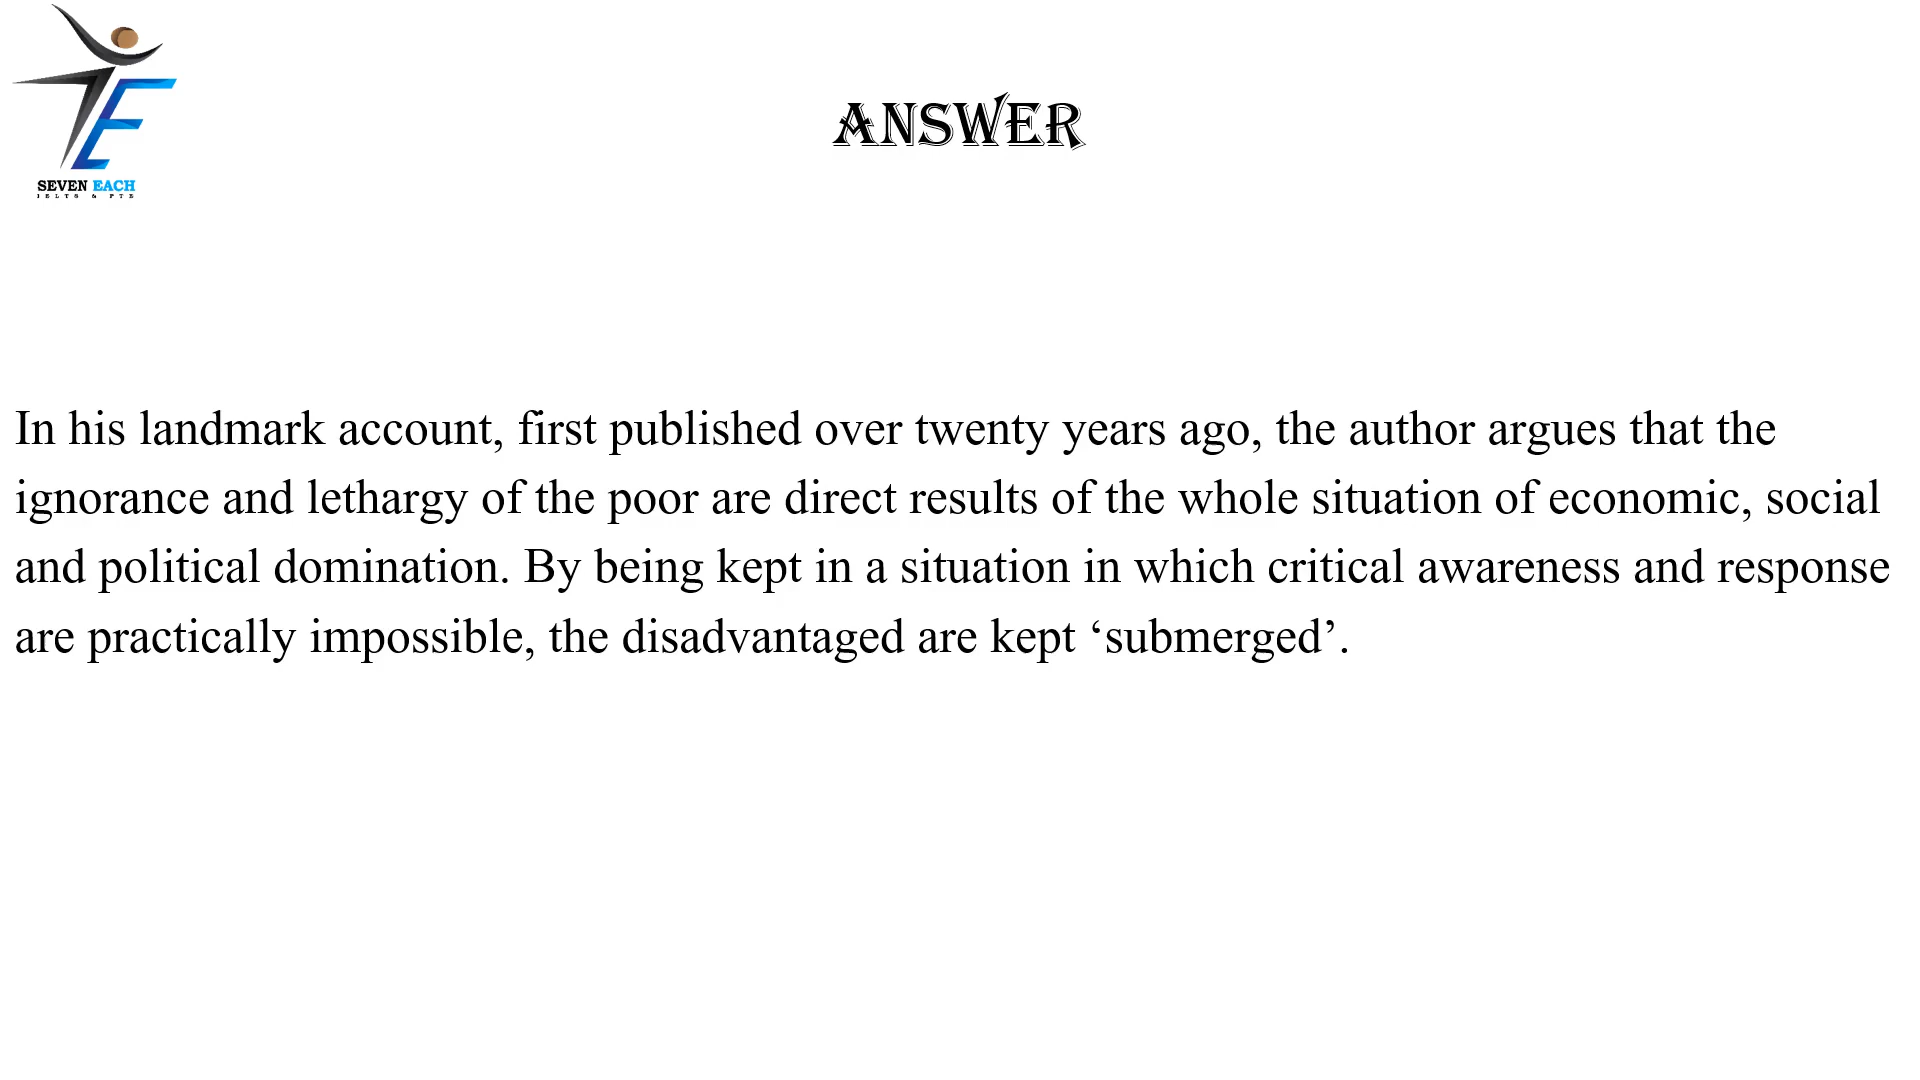 SEVEN EACH
IELTS & PTE
ANSWER
In his landmark account, first published over twenty years ago, the author argues that the
ignorance and lethargy of the poor are direct results of the whole situation of economic, social
and political domination. By being kept in a situation in which critical awareness and response
are practically impossible, the disadvantaged are kept ‘submerged’.